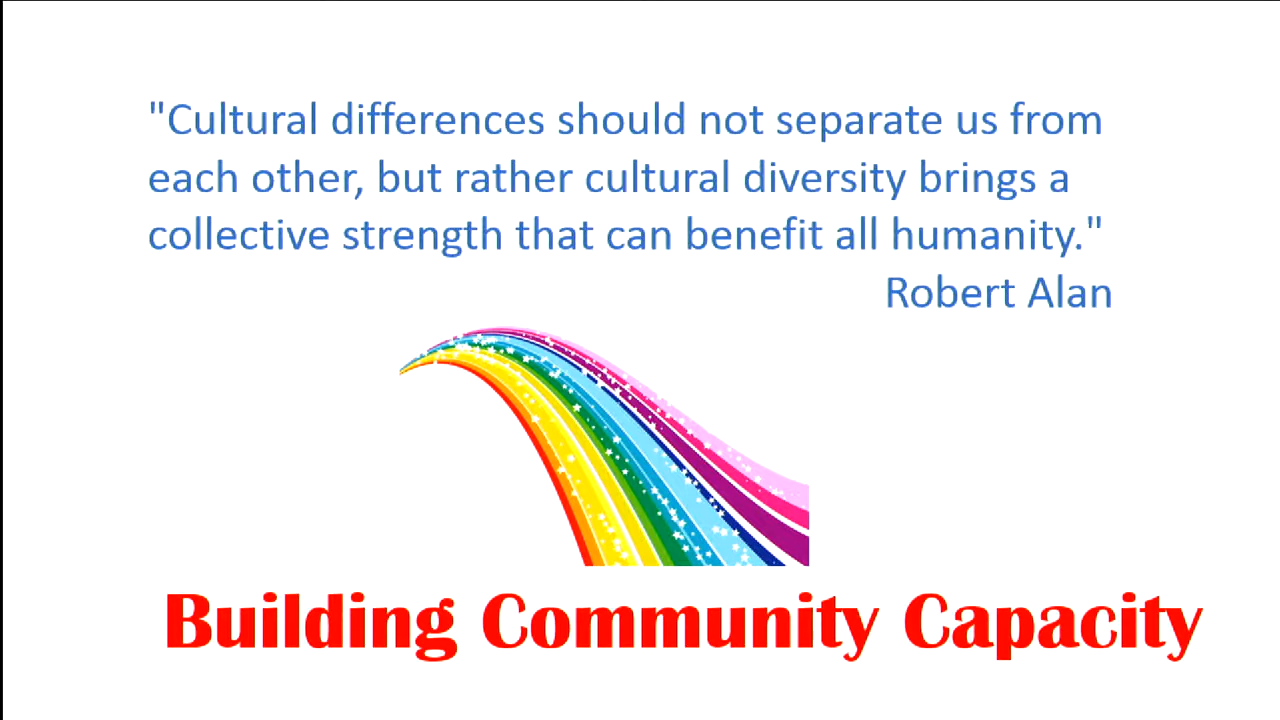 "Cultural differences should not separate us from
each other, but rather cultural diversity brings a
collective strength that can benefit all humanity."
Robert Alan
Building Community Capacity